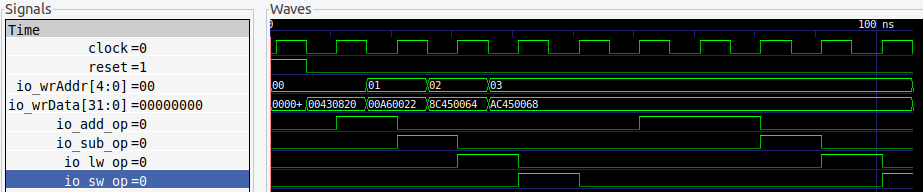 Signals
Waves
Time
0
100 ns
clock=0
reset=1
io_wrAddr[4:0]=00
00
01
02
03
io_wrData[31:0]=00000000
0000+
00430820
00A60022
8C450064
AC450068
io_add_op=0
io_sub_op=0
io_lw_op=0
io_sw_op=0